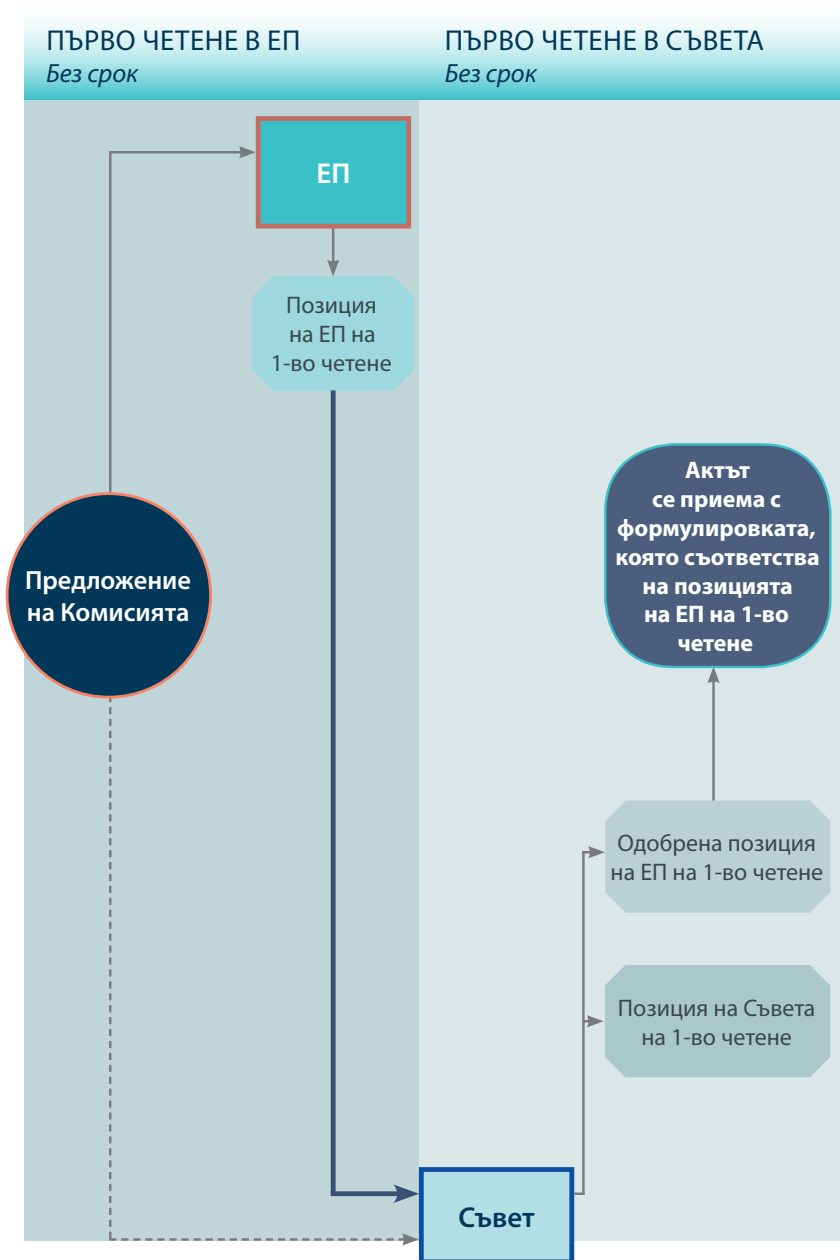 ПЪРВО ЧЕТЕНЕ В ЕП
Без срок
ПЪРВО ЧЕТЕНЕ В СЪВЕТА
Без срок
ЕП
Позиция
на ЕП на
1-во четене
Предложение
на Комисията
Актът
се приема с
формулировката,
която съответства
на позицията
на ЕП на 1-во
четене
Одобрена позиция
на ЕП на 1-во четене
Позиция на Съвета
на 1-во четене
Съвет